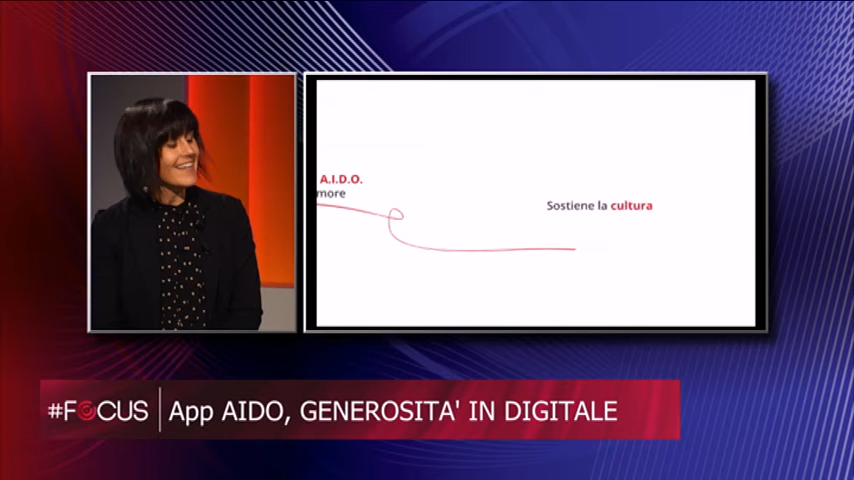 A.I.D.O.
more
Sostiene la cultura
#FOCUS
App AIDO, GENEROSITA' IN DIGITALE